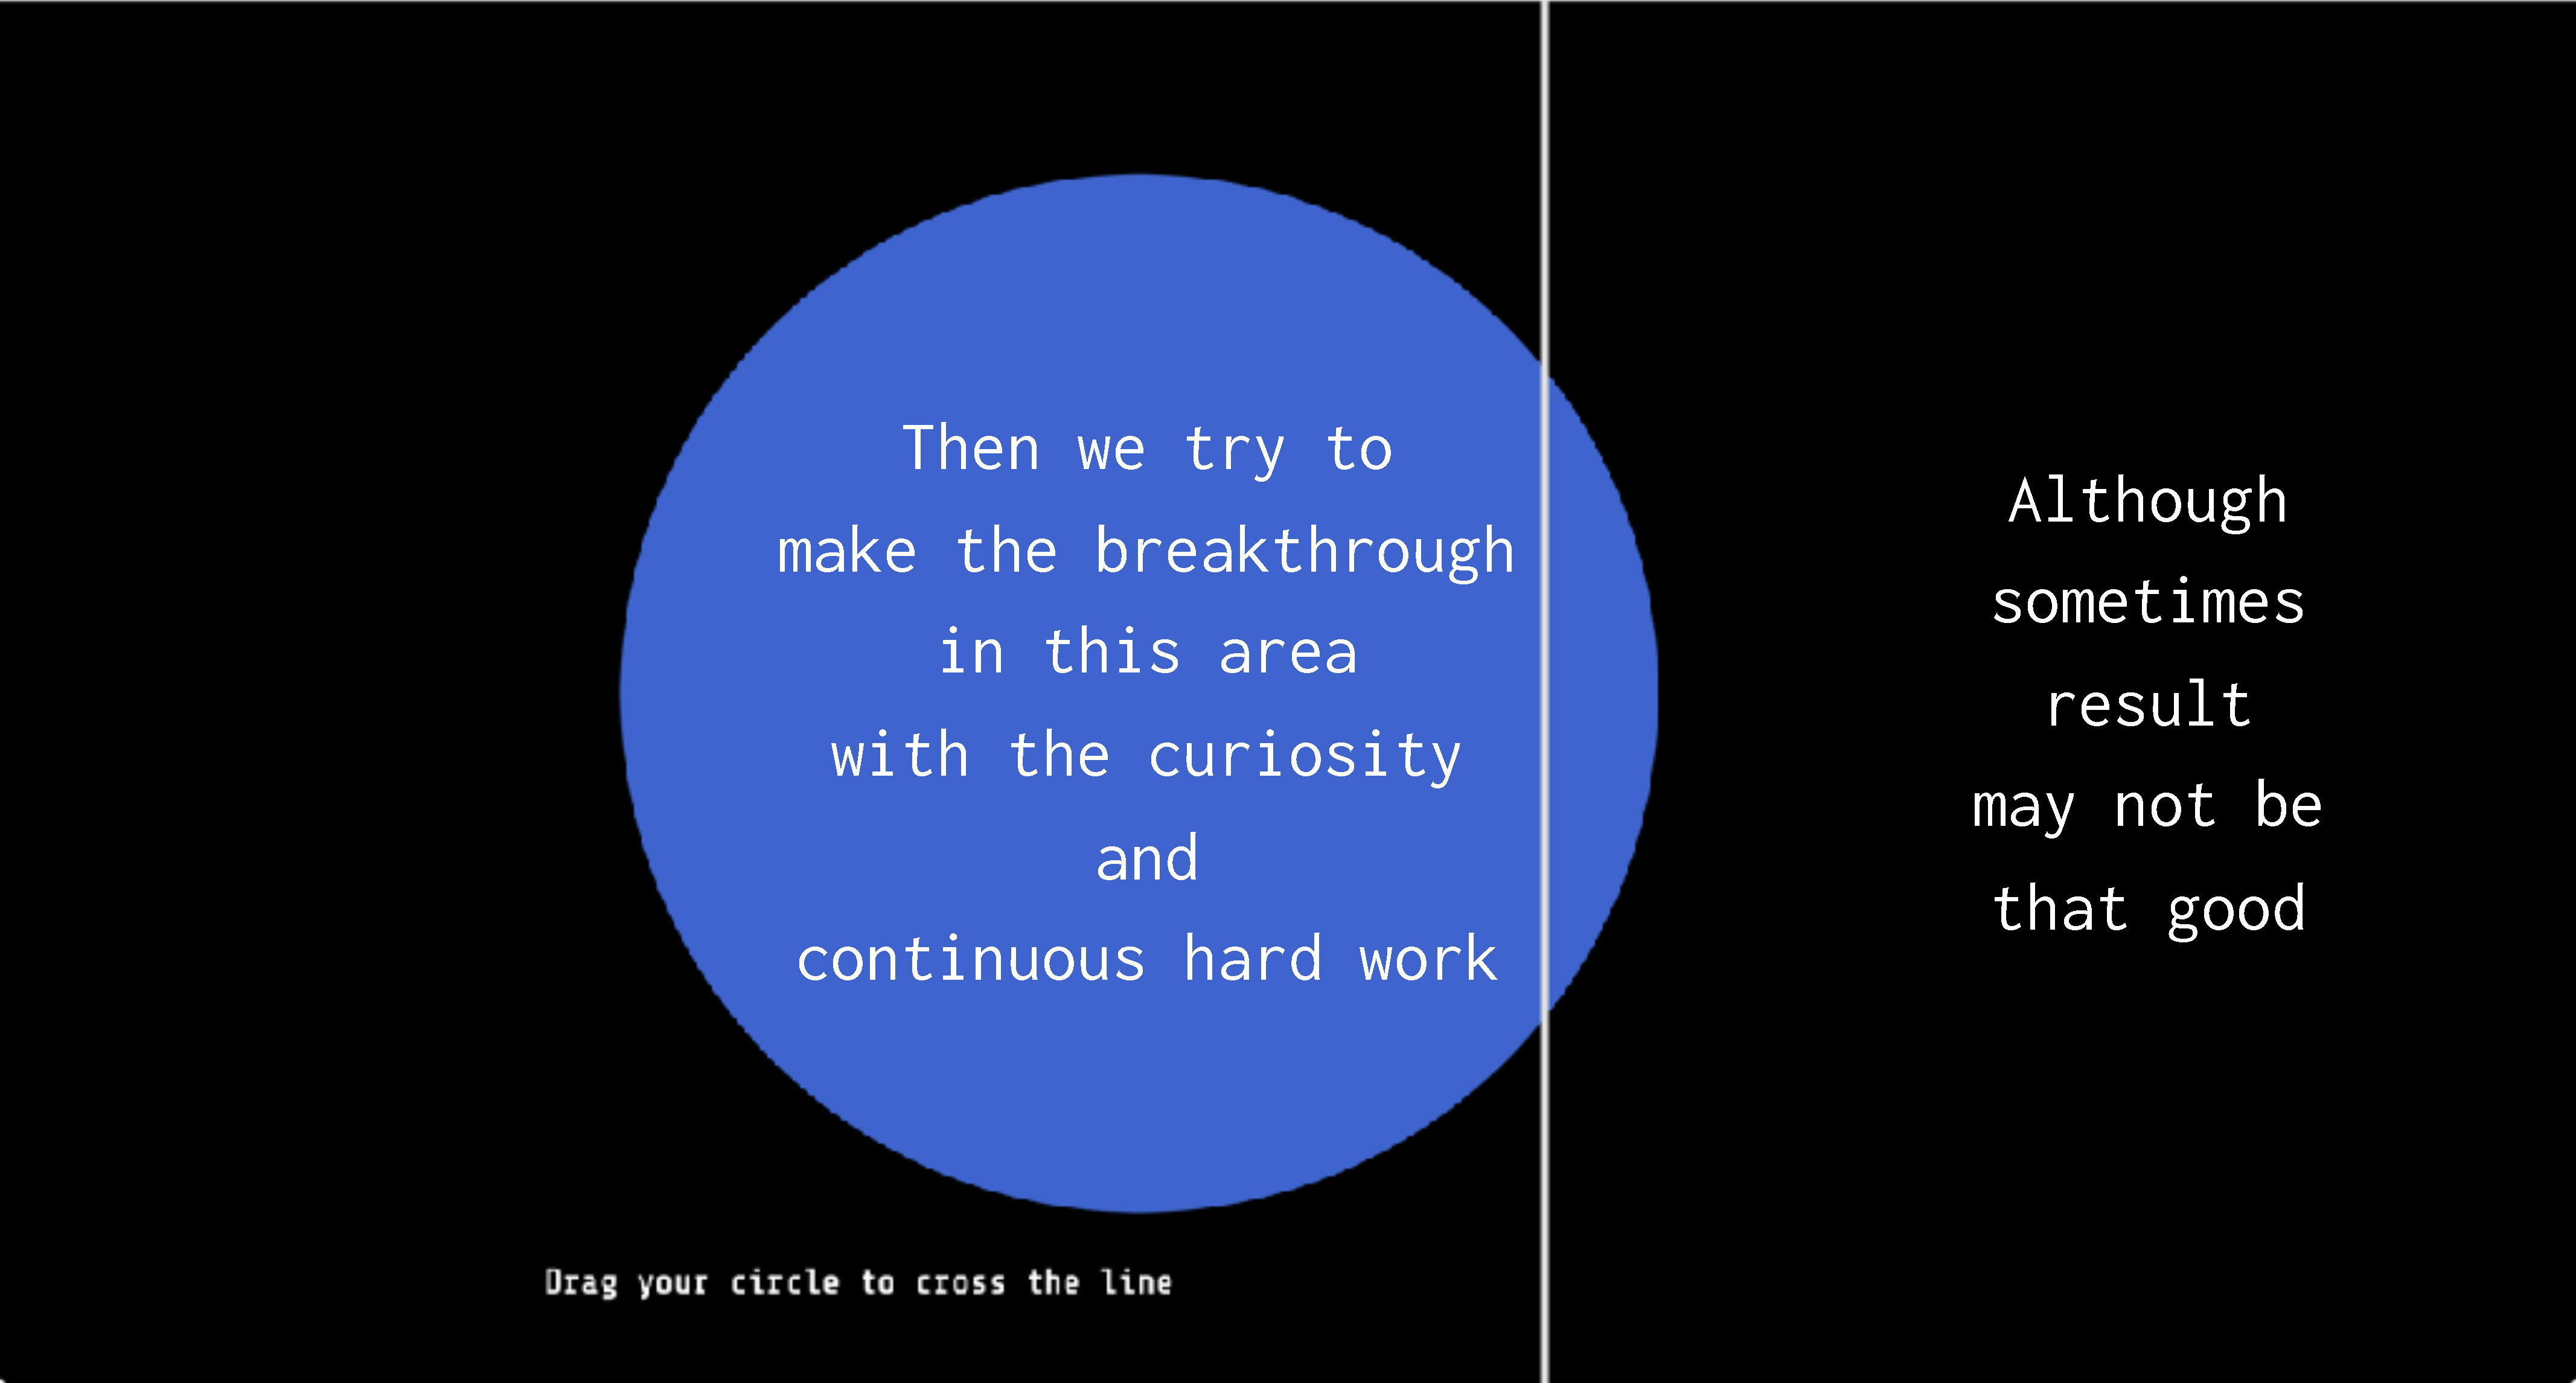 Then we try to
make the breakthrough
in this area
with the curiosity
and
continuous hard work
Although
sometimes
result
may not be
that good
Drag your circle to cross the line